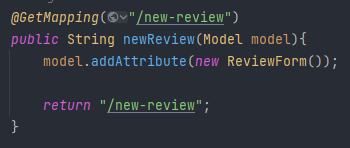 @GetMapping("/new-review")
public String newReview(Model model){
model.addAttribute(new ReviewForm());
return "/new-review";
}